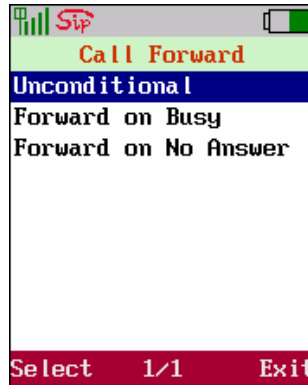 Sip
Call Forward
Unconditional
Forward on Busy
Forward on No Answer
Select 1/1 Exit